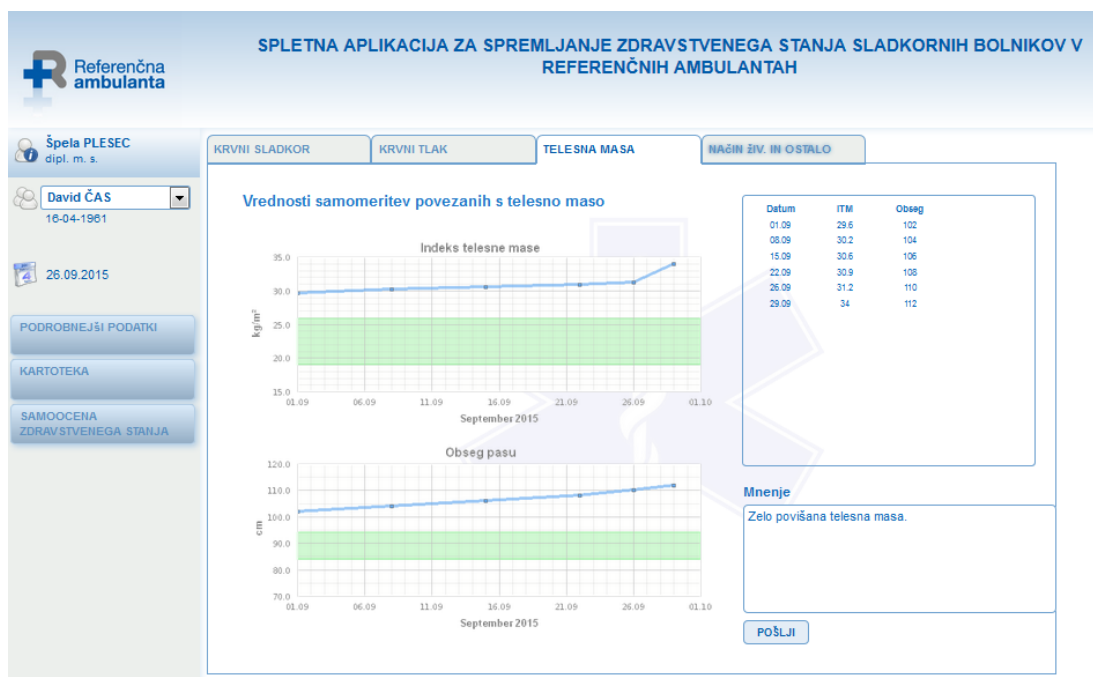 SPLETNA APLIKACIJA ZA SPREMLJANJE ZDRAVSTVENEGA STANJA SLADKORNIH BOLNIKOV V
REFERENČNIH AMBULANTAH
Referenčna
ambulanta
Špela PLESEC
dipl. m. s.
David ČAS
16-04-1961
26.09.2015
PODROBNEJŠI PODATKI
KARTOTEKA
SAMOOCENA
ZDRAVSTVENEGA STANJA
KRVNI SLADKOR
KRVNI TLAK
TELESNA MASA
NAčIN žIV. IN OSTALO
Vrednosti samomeritev povezanih s telesno maso
Indeks telesne mase
35.0
30.0
25.0
20.0
15.0
kg/m²
01.09 06.09 11.09 16.09 21.09 26.09 01.10
September 2015
Obseg pasu
120.0
110.0
100.0
90.0
80.0
70.0
cm
01.09 06.09 11.09 16.09 21.09 26.09 01.10
September 2015
Datum ITM Obseg
01.09 29.6 102
08.09 30.2 104
15.09 30.6 106
22.09 30.9 108
26.09 31.2 110
29.09 34 112
Mnenje
Zelo povišana telesna masa.
POŠLJI